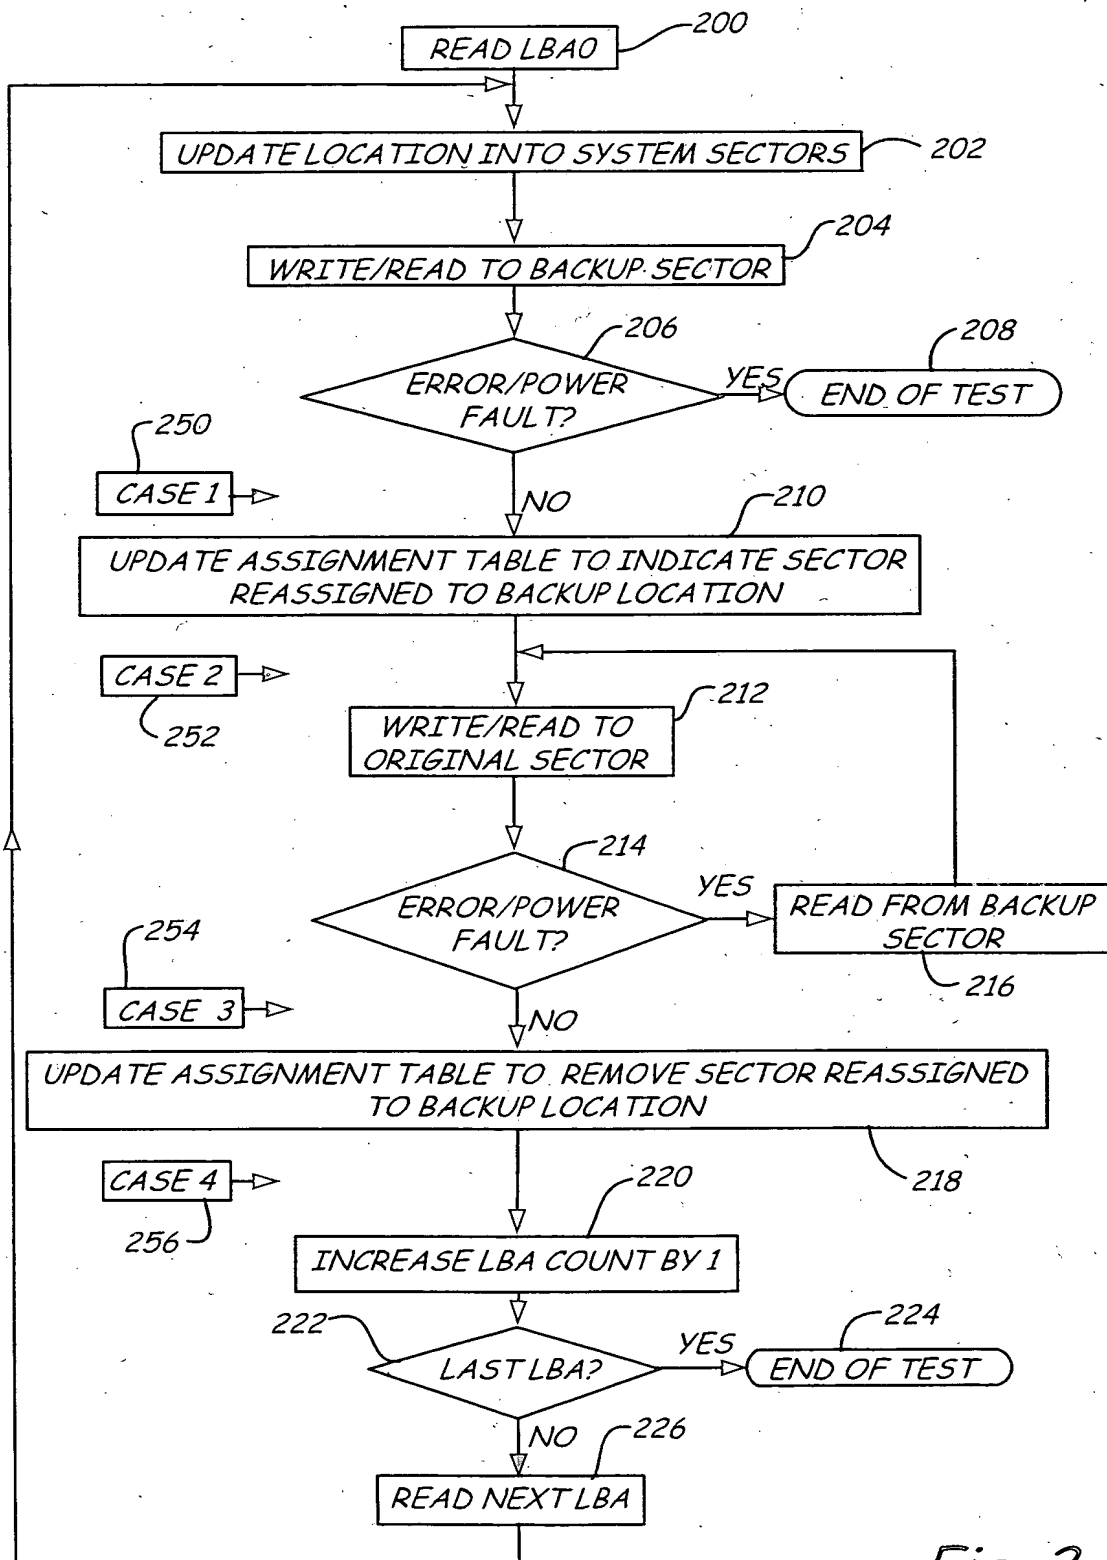 READ LBA0
200
UPDATE LOCATION INTO SYSTEM SECTORS
202
204
WRITE/READ TO BACKUP SECTOR
206
ERROR/POWER
FAULT?
YES
208
END OF TEST
250
CASE 1
NO
210
UPDATE ASSIGNMENT TABLE TO INDICATE SECTOR
REASSIGNED TO BACKUP LOCATION
CASE 2
252
212
WRITE/READ TO
ORIGINAL SECTOR
214
ERROR/POWER
FAULT?
YES
READ FROM BACKUP
SECTOR
216
254
CASE 3
NO
UPDATE ASSIGNMENT TABLE TO REMOVE SECTOR REASSIGNED
TO BACKUP LOCATION
218
CASE 4
256
220
INCREASE LBA COUNT BY 1
222
LAST LBA?
YES
224
END OF TEST
NO
226
READ NEXT LBA